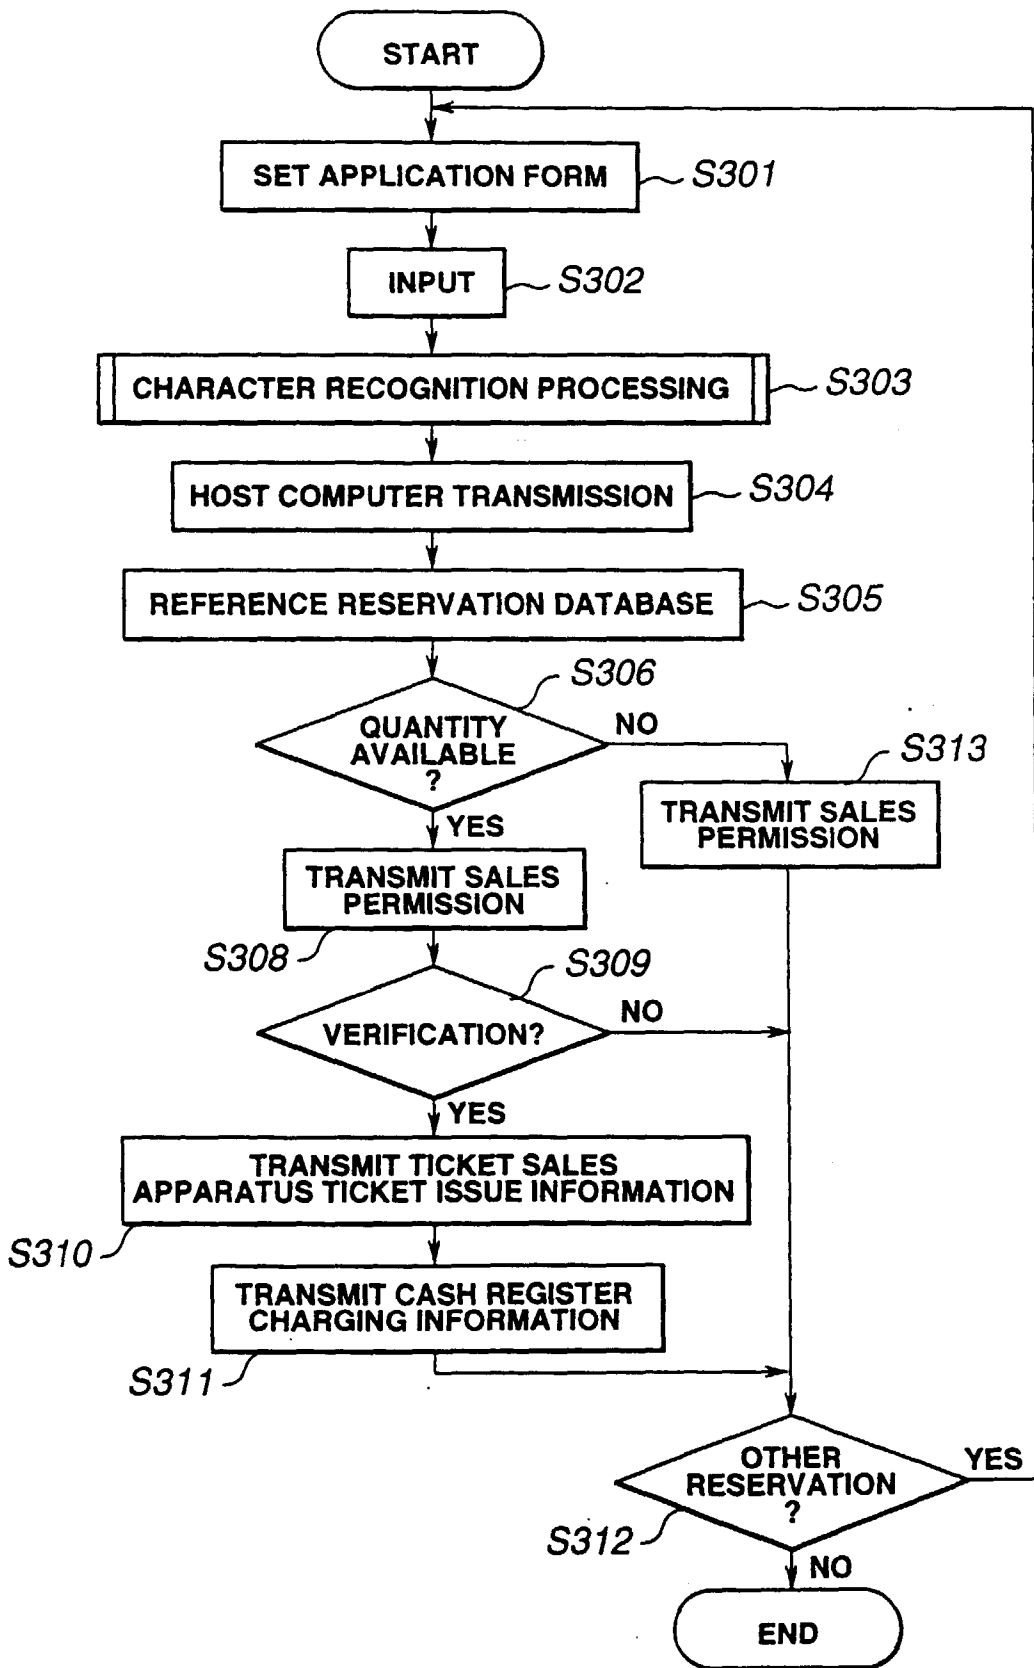 START
SET APPLICATION FORM
S301
INPUT
S302
CHARACTER RECOGNITION PROCESSING
S303
HOST COMPUTER TRANSMISSION
S304
REFERENCE RESERVATION DATABASE
S305
S306
QUANTITY
AVAILABLE
?
NO
YES
S313
TRANSMIT SALES
PERMISSION
TRANSMIT SALES
PERMISSION
S308
S309
VERIFICATION?
NO
YES
TRANSMIT TICKET SALES
APPARATUS TICKET ISSUE INFORMATION
S310
TRANSMIT CASH REGISTER
CHARGING INFORMATION
S311
OTHER
RESERVATION
?
YES
S312
NO
END